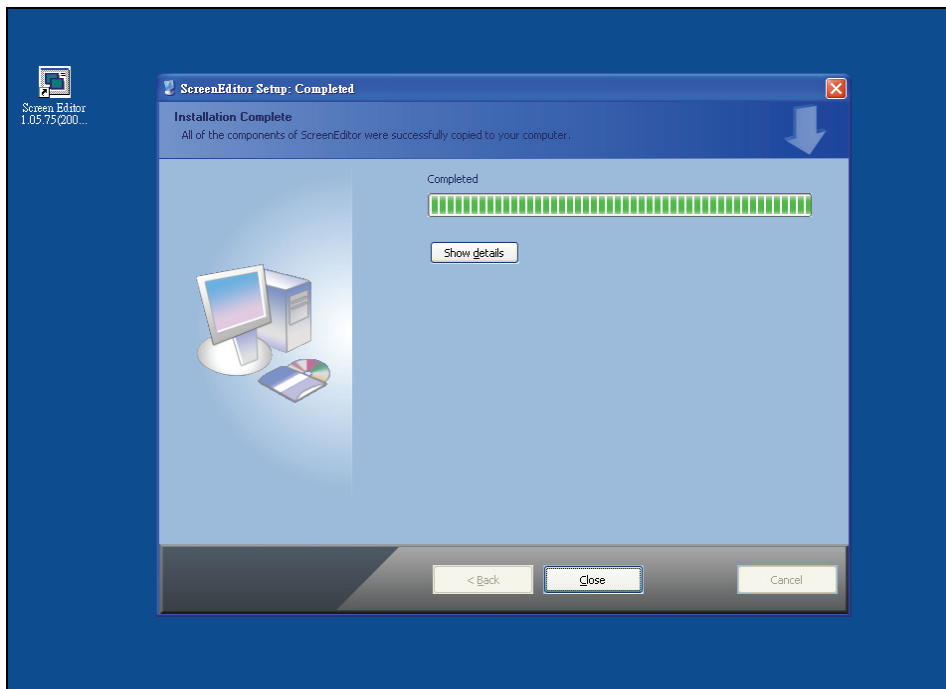 Screen Editor
1.05.75(200...
ScreenEditor Setup: Completed
Installation Complete
All of the components of ScreenEditor were successfully copied to your computer.
Completed
Show details
< Back
Close
Cancel